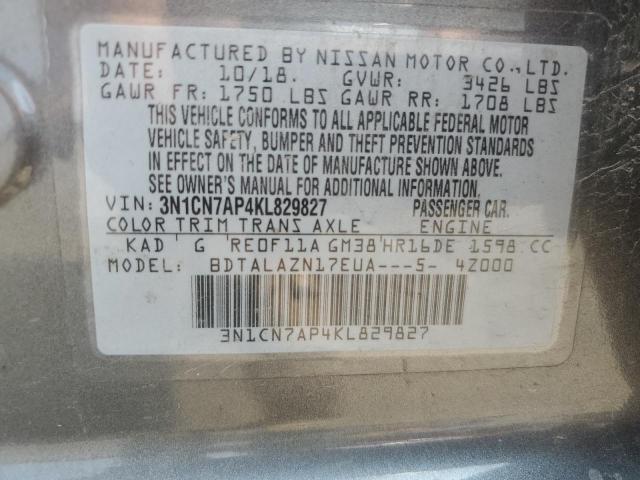 MANUFACTURED BY NISSAN MOTOR CO.,LTD.
DATE: 10/18. GVWR: 3426 LBS
GAWR FR: 1750 LBS GAWR RR: 1708 LBS
THIS VEHICLE CONFORMS TO ALL APPLICABLE FEDERAL MOTOR
VEHICLE SAFETY, BUMPER AND THEFT PREVENTION STANDARDS
IN EFFECT ON THE DATE OF MANUFACTURE SHOWN ABOVE.
SEE OWNER'S MANUAL FOR ADDITIONAL INFORMATION.
VIN: 3N1CN7AP4KL829827 PASSENGER CAR.
COLOR TRIM TRANS AXLE ENGINE
KAD G RE0F11A GM38 HR16DE 1598 CC
MODEL: BDTALAZN17EUA---5- 4Z000
3N1CN7AP4KL829827